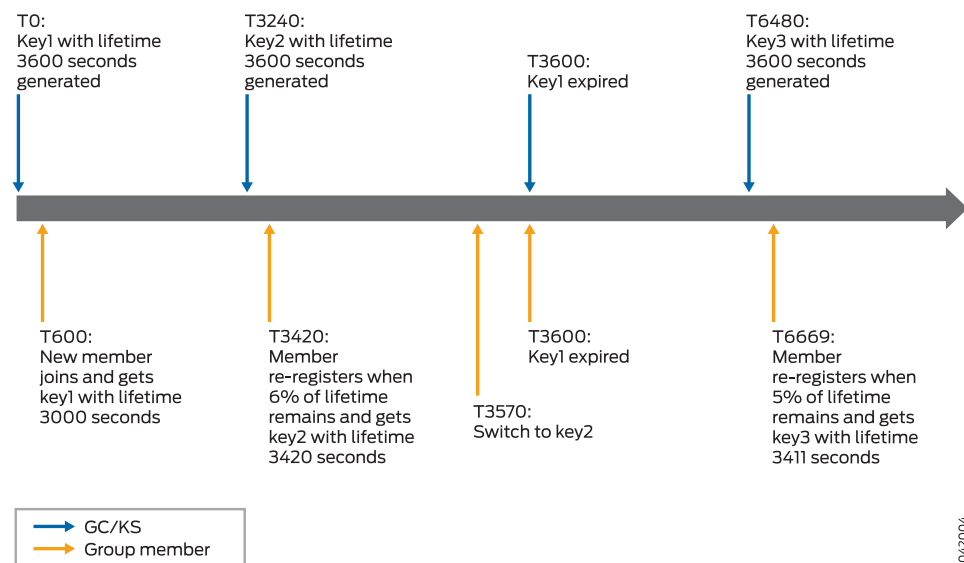 T0:
Key1 with lifetime
3600 seconds
generated
T3240:
Key2 with lifetime
3600 seconds
generated
T3600:
Key1 expired
T6480:
Key3 with lifetime
3600 seconds
generated
T600:
New member
joins and gets
key1 with lifetime
3000 seconds
T3420:
Member
re-registers when
6% of lifetime
remains and gets
key2 with lifetime
3420 seconds
T3570:
Switch to key2
T3600:
Key1 expired
T6669:
Member
re-registers when
5% of lifetime
remains and gets
key3 with lifetime
3411 seconds
GC/KS
Group member